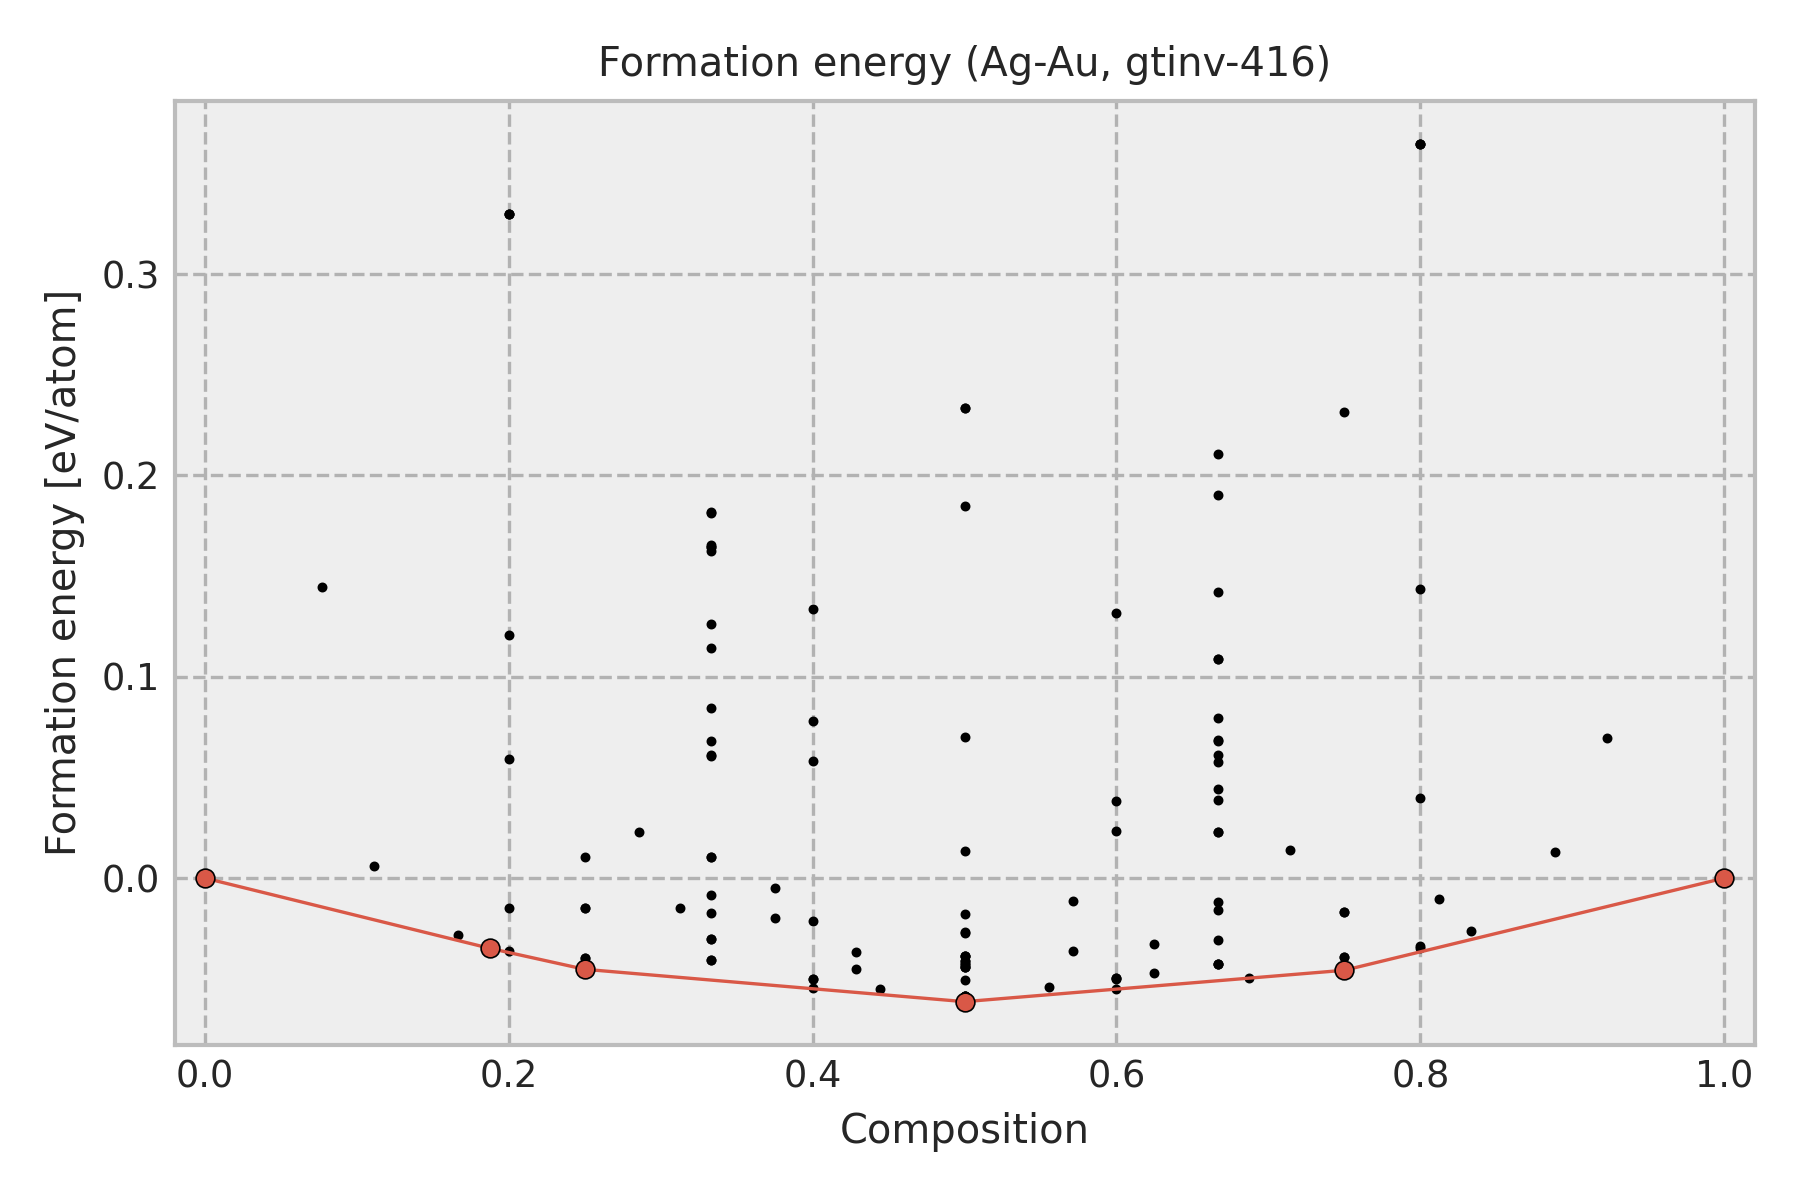 Formation energy (Ag-Au, gtinv-416)
Formation energy [eV/atom]
0.3
0.2
0.1
0.0
0.0 0.2 0.4 0.6 0.8 1.0
Composition